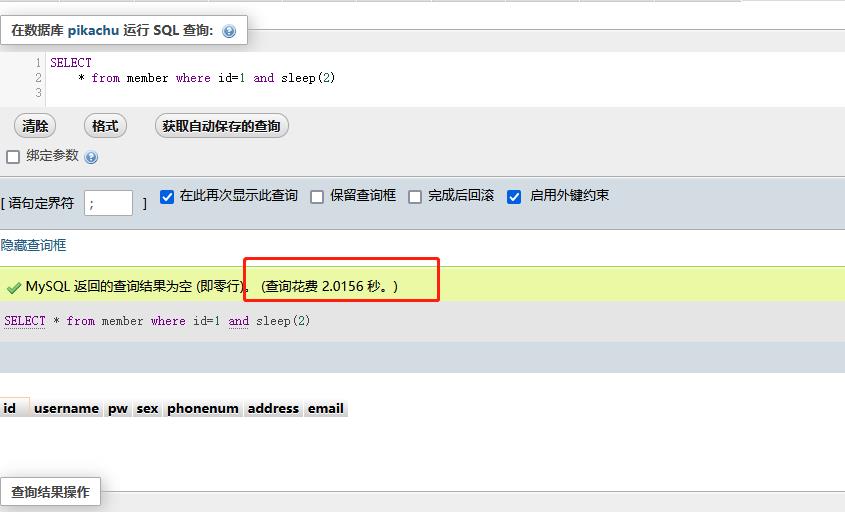 在数据库 pikachu 运行 SQL 查询:
1 SELECT
2 * from member where id=1 and sleep(2)
3
清除 格式 获取自动保存的查询
绑定参数
[ 语句定界符 ; ] 在此再次显示此查询 保留查询框 完成后回滚 启用外键约束
隐藏查询框
MySQL 返回的查询结果为空 (即零行)。 (查询花费 2.0156 秒。)
SELECT * from member where id=1 and sleep(2)
id username pw sex phonenum address email
查询结果操作